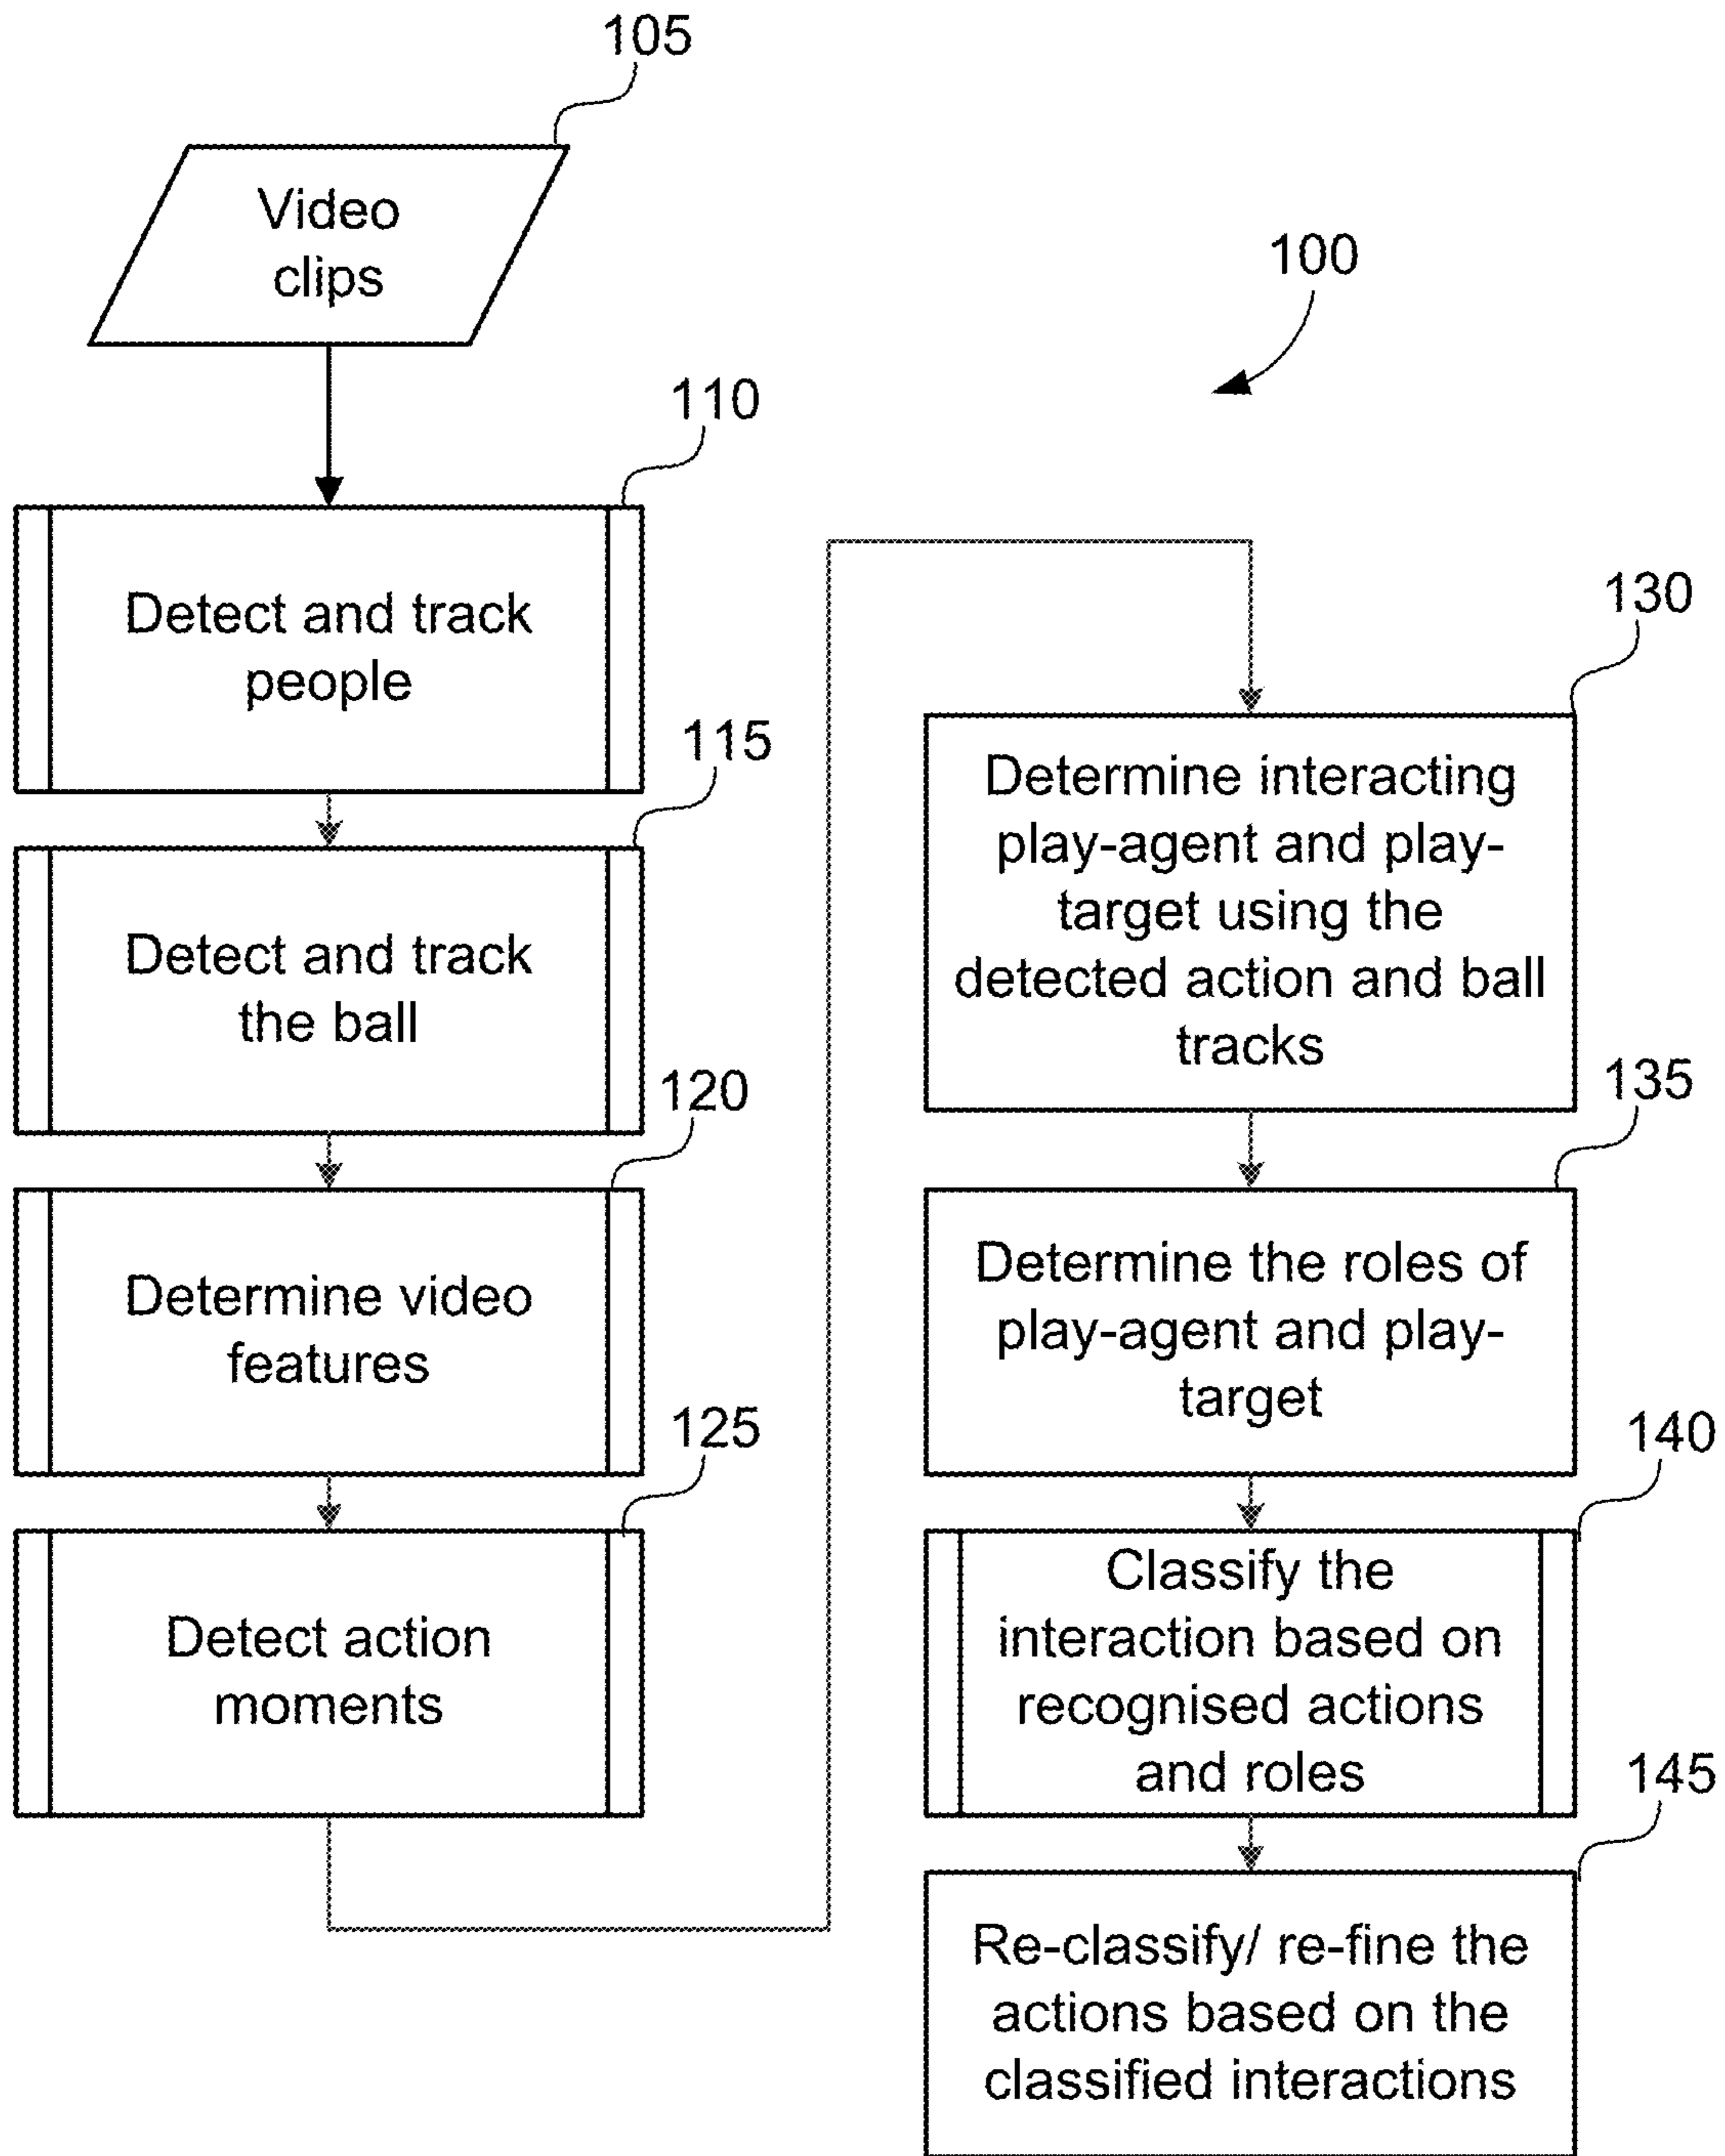 105
Video
clips
100
110
Detect and track
people
115
Detect and track
the ball
120
Determine video
features
125
Detect action
moments
130
Determine interacting
play-agent and play-
target using the
detected action and ball
tracks
135
Determine the roles of
play-agent and play-
target
140
Classify the
interaction based on
recognised actions
and roles
145
Re-classify/ re-fine the
actions based on the
classified interactions